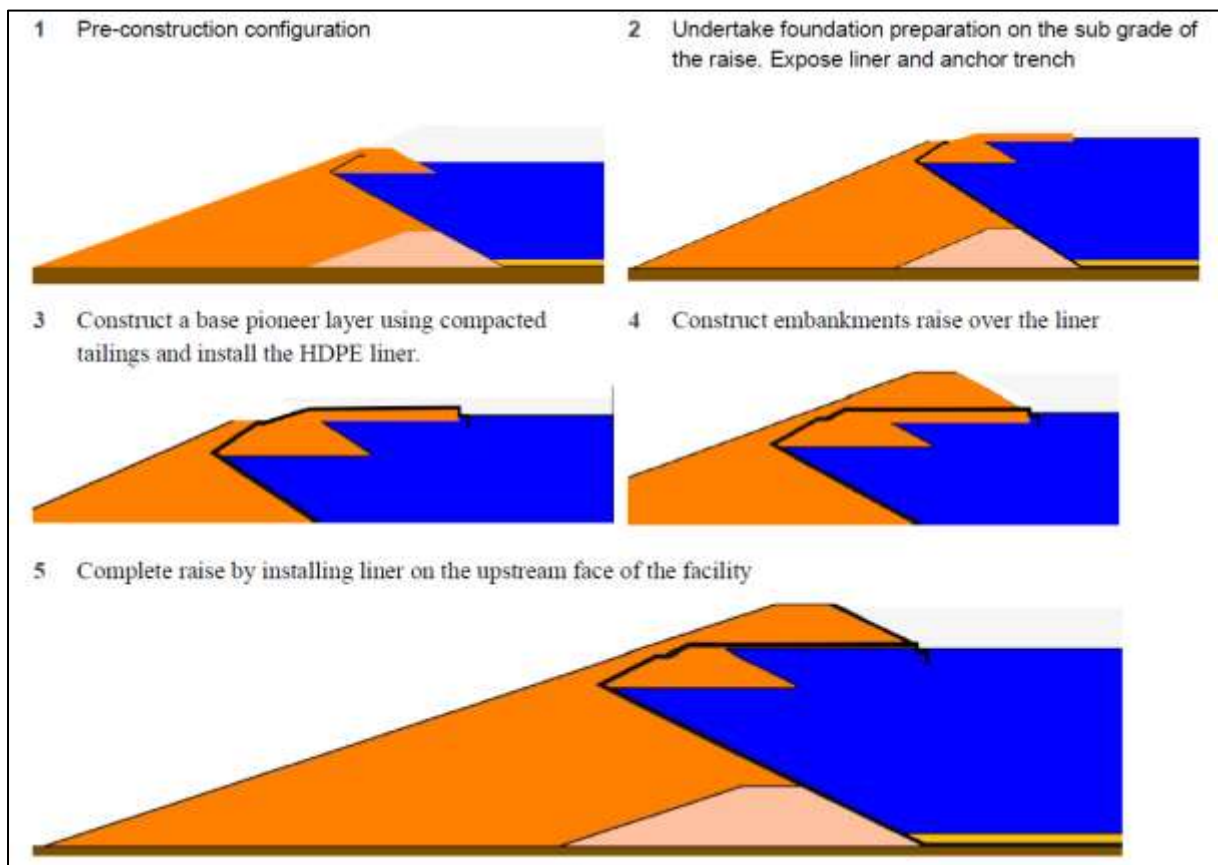 1 Pre-construction configuration
2 Undertake foundation preparation on the sub grade of
the raise. Expose liner and anchor trench
3 Construct a base pioneer layer using compacted
tailings and install the HDPE liner.
4 Construct embankments raise over the liner
5 Complete raise by installing liner on the upstream face of the facility